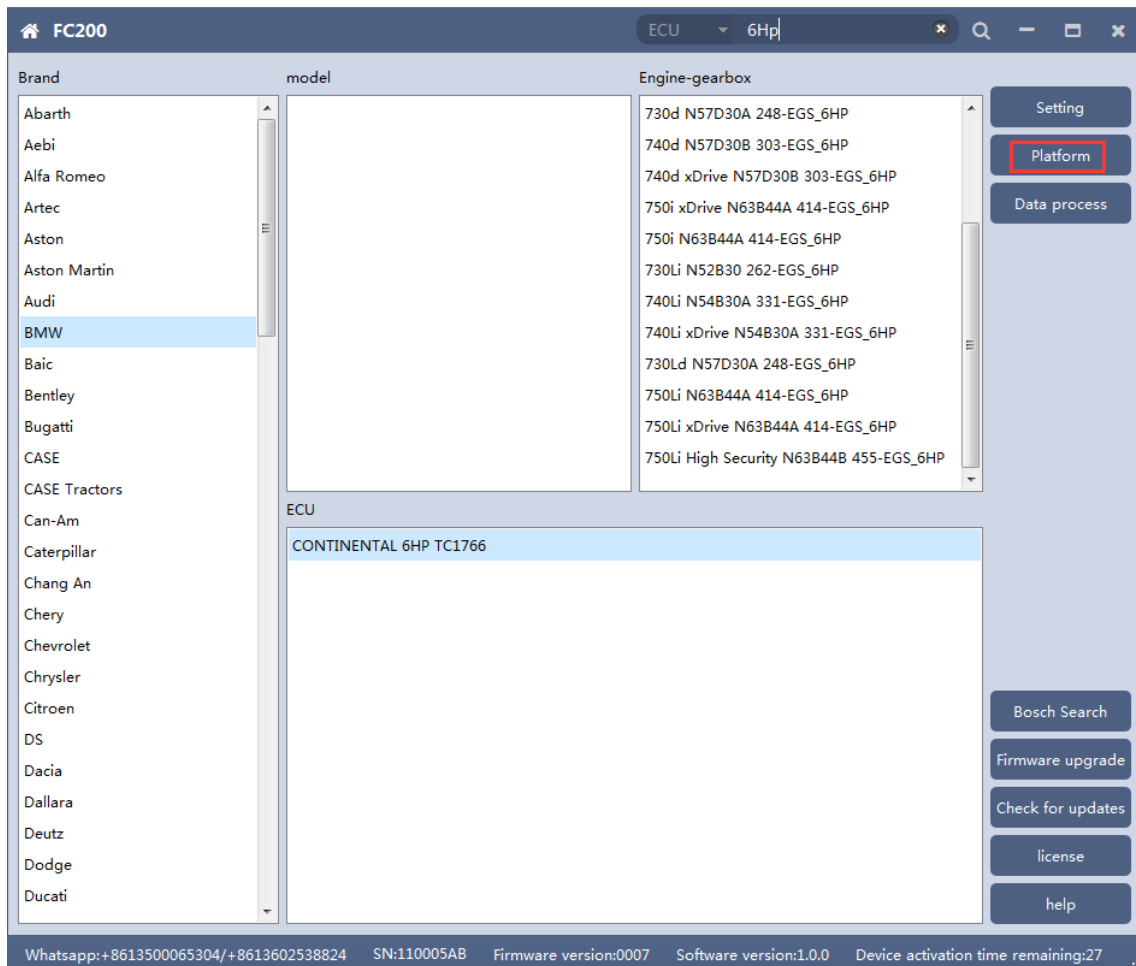 FC200
ECU 6Hp
Brand
Abarth
Aebi
Alfa Romeo
Artec
Aston
Aston Martin
Audi
BMW
Baic
Bentley
Bugatti
CASE
CASE Tractors
Can-Am
Caterpillar
Chang An
Chery
Chevrolet
Chrysler
Citroen
DS
Dacia
Dallara
Deutz
Dodge
Ducati
model
Engine-gearbox
730d N57D30A 248-EGS_6HP
740d N57D30B 303-EGS_6HP
740d xDrive N57D30B 303-EGS_6HP
750i xDrive N63B44A 414-EGS_6HP
750i N63B44A 414-EGS_6HP
730Li N52B30 262-EGS_6HP
740Li N54B30A 331-EGS_6HP
740Li xDrive N54B30A 331-EGS_6HP
730Ld N57D30A 248-EGS_6HP
750Li N63B44A 414-EGS_6HP
750Li xDrive N63B44A 414-EGS_6HP
750Li High Security N63B44B 455-EGS_6HP
ECU
CONTINENTAL 6HP TC1766
Setting
Platform
Data process
Bosch Search
Firmware upgrade
Check for updates
license
help
Whatsapp:+8613500065304/+8613602538824 SN:110005AB Firmware version:0007 Software version:1.0.0 Device activation time remaining:27